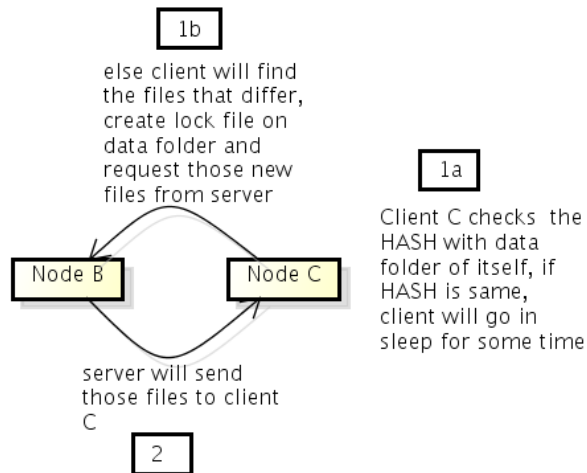 1b
else client will find
the files that differ,
create lock file on
data folder and
request those new
files from server
1a
Client C checks the
HASH with data
folder of itself, if
HASH is same,
client will go in
sleep for some time
Node B
Node C
server will send
those files to client
C
2